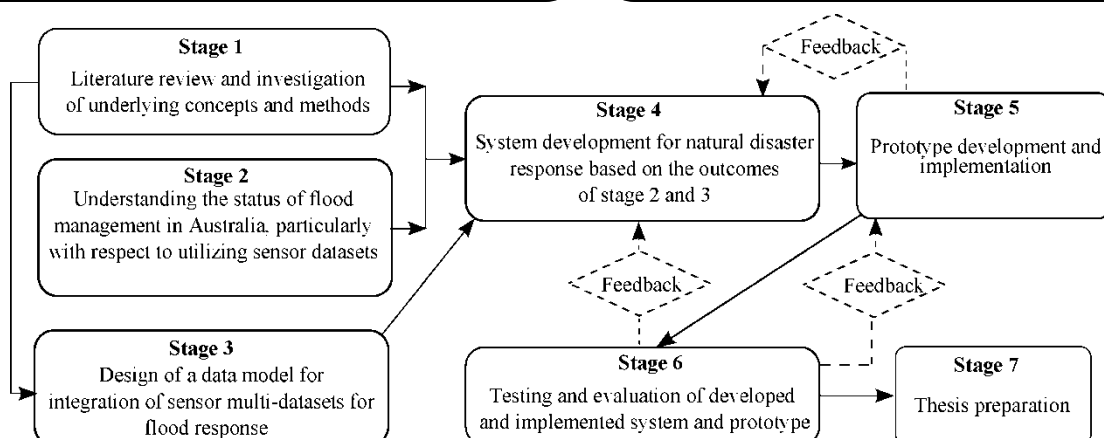 Stage 1
Literature review and investigation
of underlying concepts and methods
Stage 2
Understanding the status of flood
management in Australia, particularly
with respect to utilizing sensor datasets
Stage 3
Design of a data model for
integration of sensor multi-datasets for
flood response
Stage 4
System development for natural disaster
response based on the outcomes
of stage 2 and 3
Feedback
Stage 5
Prototype development and
implementation
Feedback
Feedback
Stage 6
Testing and evaluation of developed
and implemented system and prototype
Stage 7
Thesis preparation